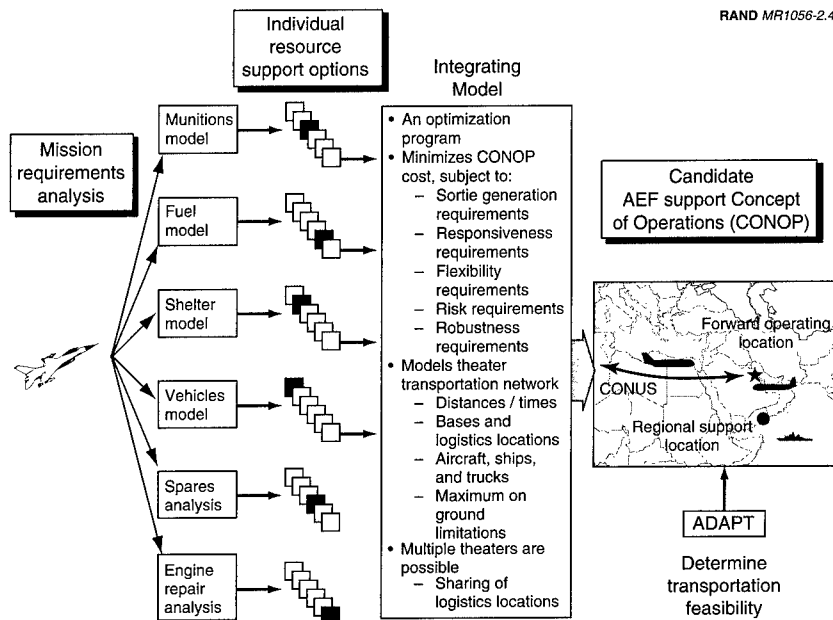 RAND MR1056-2.4
Individual
resource
support options
Mission
requirements
analysis
Munitions
model
Fuel
model
Shelter
model
Vehicles
model
Spares
analysis
Engine
repair
analysis
Integrating
Model
• An optimization
program
• Minimizes CONOP
cost, subject to:
– Sortie generation
requirements
– Responsiveness
requirements
– Flexibility
requirements
– Risk requirements
– Robustness
requirements
• Models theater
transportation network
– Distances / times
– Bases and
logistics locations
– Aircraft, ships,
and trucks
– Maximum on
ground
limitations
• Multiple theaters are
possible
– Sharing of
logistics locations
Candidate
AEF support Concept
of Operations (CONOP)
Forward operating
location
CONUS
Regional support
location
ADAPT
Determine
transportation
feasibility